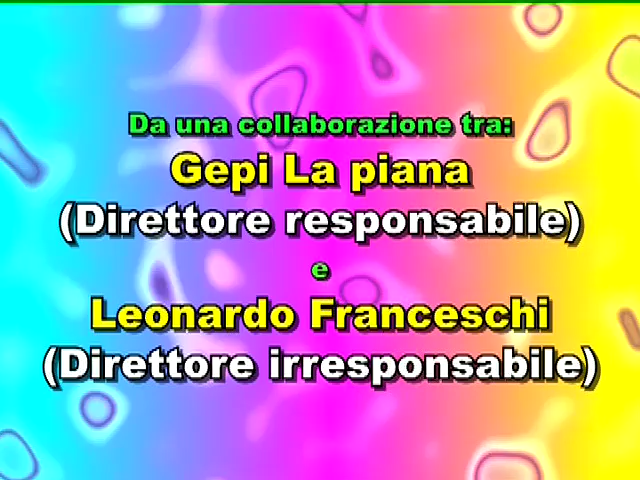 Da una collaborazione tra:
Gepi La piana
(Direttore responsabile)
e
Leonardo Franceschi
(Direttore irresponsabile)